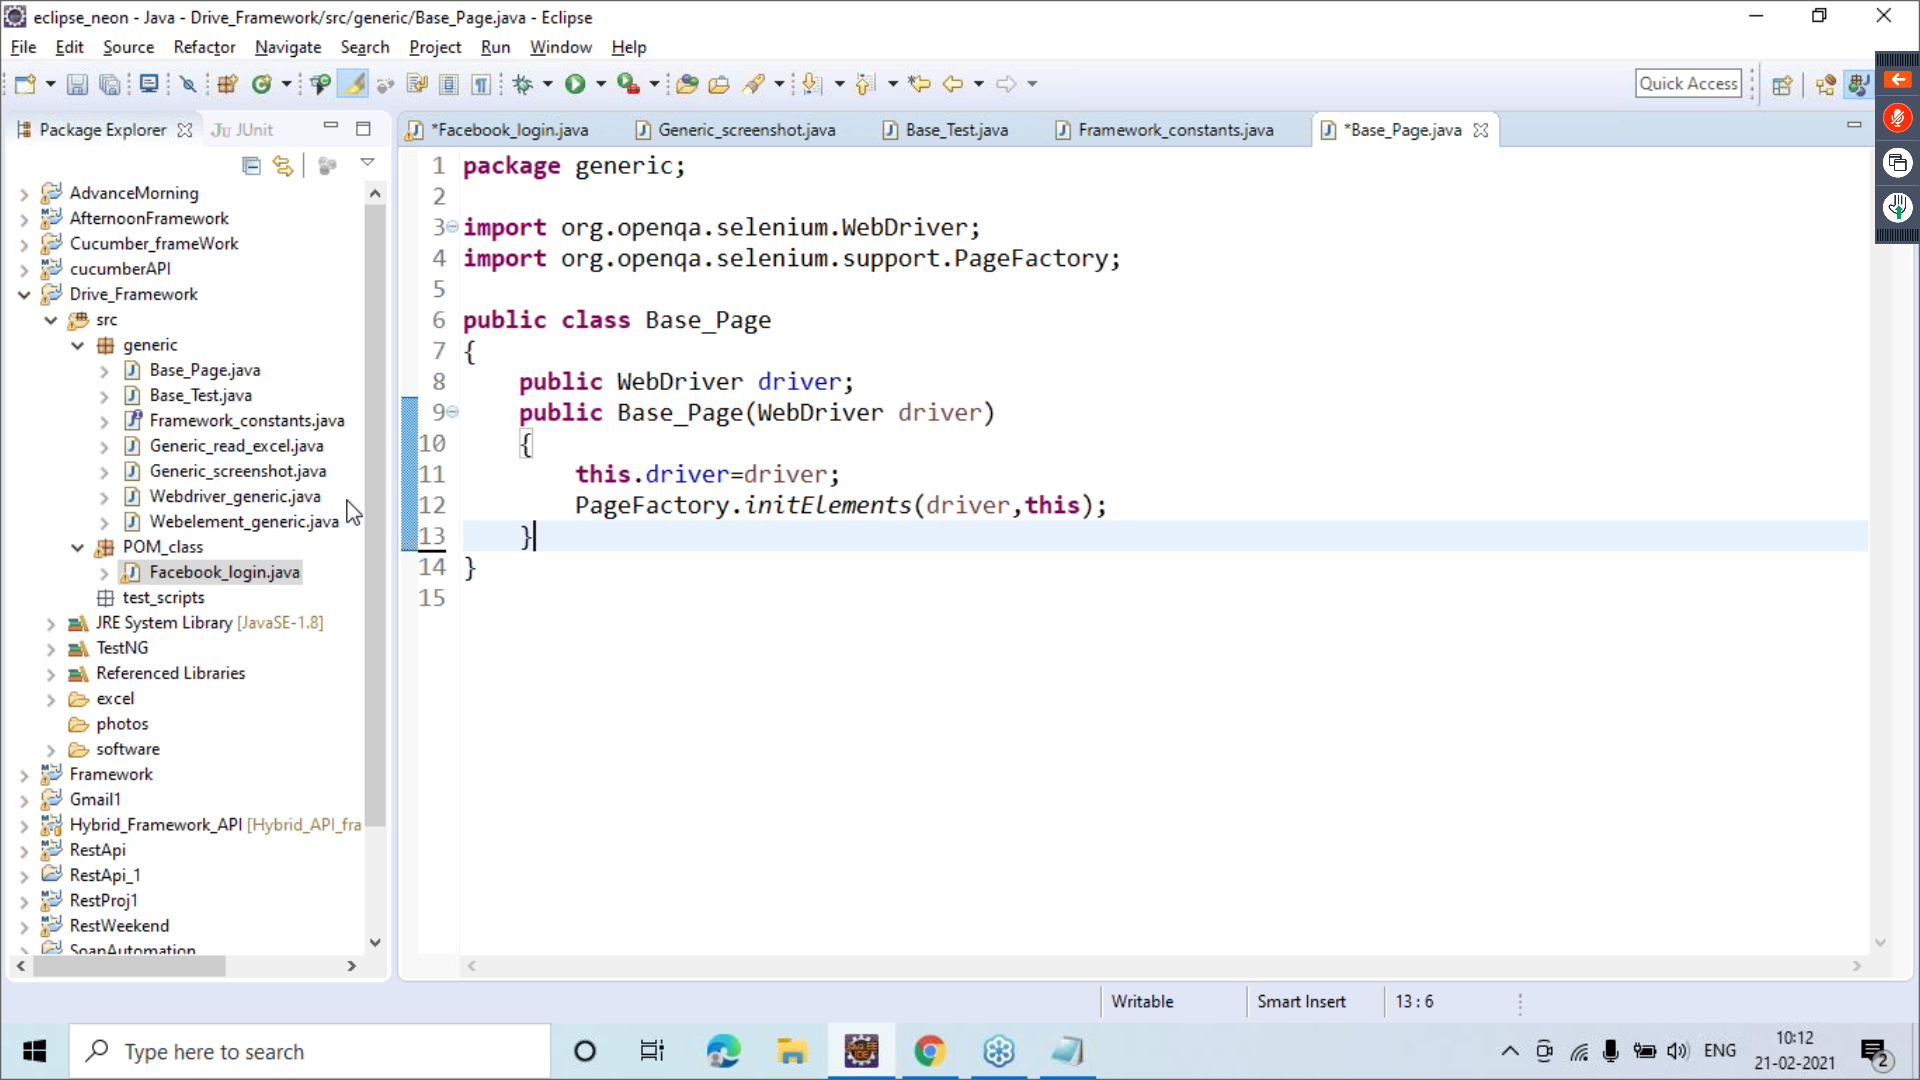 eclipse_neon - Java - Drive_Framework/src/generic/Base_Page.java - Eclipse
File Edit Source Refactor Navigate Search Project Run Window Help
Quick Access
Package Explorer JUnit
*Facebook_login.java Generic_screenshot.java Base_Test.java Framework_constants.java *Base_Page.java
AdvanceMorning
AfternoonFramework
Cucumber_frameWork
cucumberAPI
Drive_Framework
src
generic
Base_Page.java
Base_Test.java
Framework_constants.java
Generic_read_excel.java
Generic_screenshot.java
Webdriver_generic.java
Webelement_generic.java
POM_class
Facebook_login.java
test_scripts
JRE System Library [JavaSE-1.8]
TestNG
Referenced Libraries
excel
photos
software
Framework
Gmail1
Hybrid_Framework_API [Hybrid_API_fra
RestApi
RestApi_1
RestProj1
RestWeekend
SoapAutomation
1 package generic;
2
3 import org.openqa.selenium.WebDriver;
4 import org.openqa.selenium.support.PageFactory;
5
6 public class Base_Page
7 {
8 public WebDriver driver;
9 public Base_Page(WebDriver driver)
10 {
11 this.driver=driver;
12 PageFactory.initElements(driver,this);
13 }
14 }
15
Writable Smart Insert 13 : 6
Type here to search
ENG
10:12
21-02-2021
2